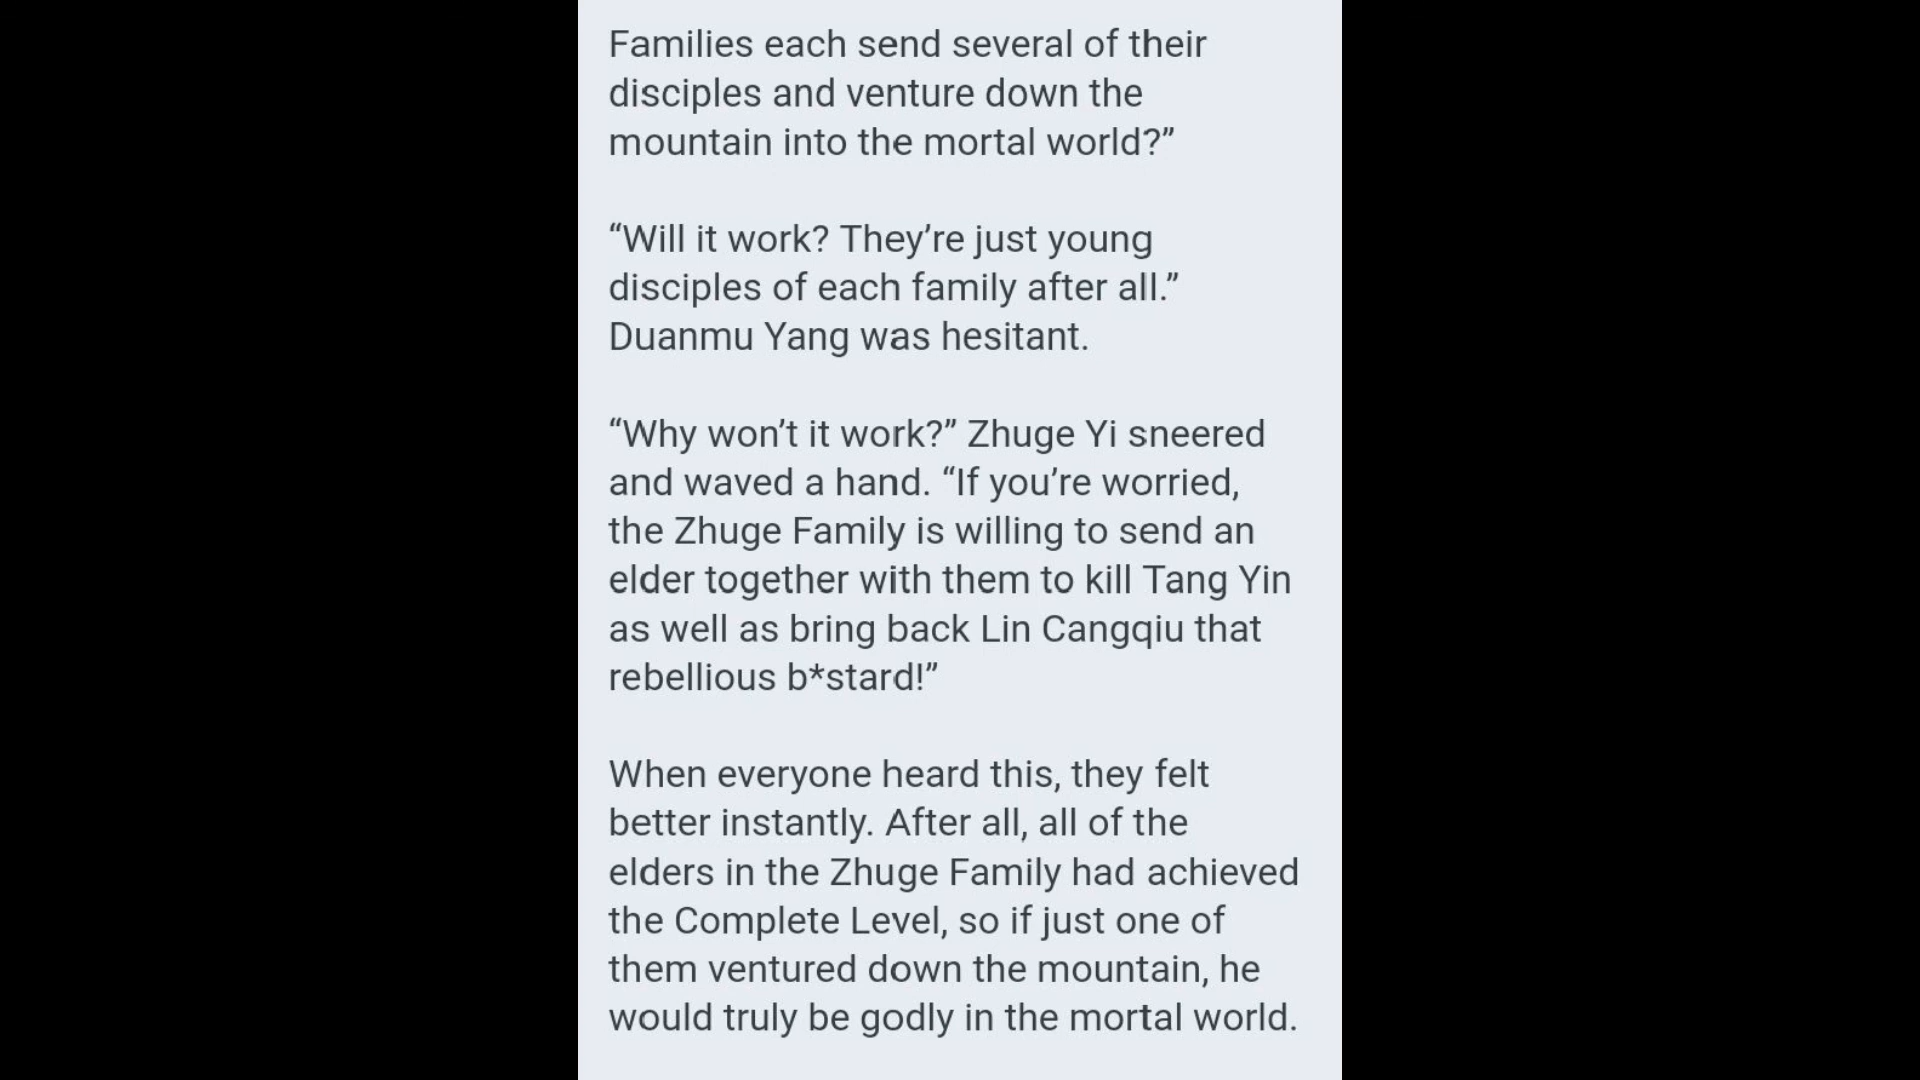 Families each send several of their
disciples and venture down the
mountain into the mortal world?”
“Will it work? They’re just young
disciples of each family after all.”
Duanmu Yang was hesitant.
“Why won’t it work?” Zhuge Yi sneered
and waved a hand. “If you’re worried,
the Zhuge Family is willing to send an
elder together with them to kill Tang Yin
as well as bring back Lin Cangqiu that
rebellious b*stard!”
When everyone heard this, they felt
better instantly. After all, all of the
elders in the Zhuge Family had achieved
the Complete Level, so if just one of
them ventured down the mountain, he
would truly be godly in the mortal world.